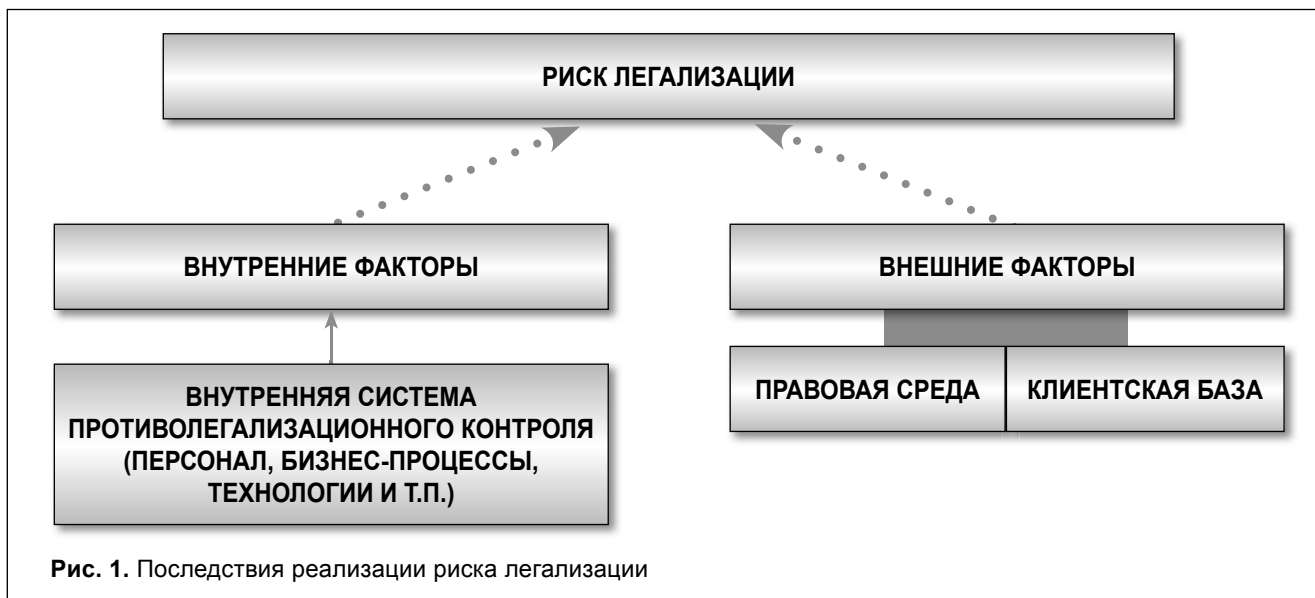 РИСК ЛЕГАЛИЗАЦИИ
ВНУТРЕННИЕ ФАКТОРЫ
ВНЕШНИЕ ФАКТОРЫ
ВНУТРЕННЯЯ СИСТЕМА
ПРОТИВОЛЕГАЛИЗАЦИОННОГО КОНТРОЛЯ
(ПЕРСОНАЛ, БИЗНЕС-ПРОЦЕССЫ,
ТЕХНОЛОГИИ И Т.П.)
ПРАВОВАЯ СРЕДА
КЛИЕНТСКАЯ БАЗА
Рис. 1. Последствия реализации риска легализации